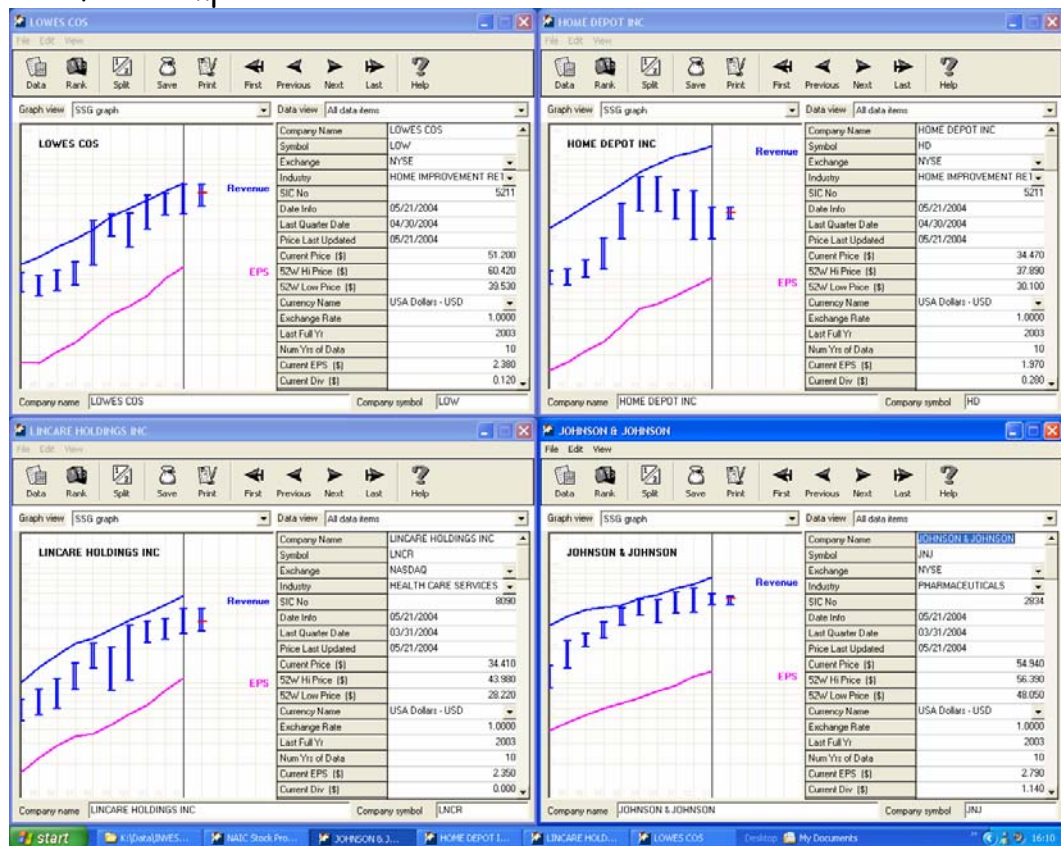 LOWES COS
File Edit View
Data Rank Split Save Print First Previous Next Last Help
Graph view SSG graph Data view All data items
LOWES COS
Revenue
EPS
Company Name LOWES COS
Symbol LOW
Exchange NYSE
Industry HOME IMPROVEMENT RET
SIC No 5211
Date Info 05/21/2004
Last Quarter Date 04/30/2004
Price Last Updated 05/21/2004
Current Price ($) 51.200
52W Hi Price ($) 60.420
52W Low Price ($) 39.530
Currency Name USA Dollars - USD
Exchange Rate 1.0000
Last Full Yr 2003
Num Yrs of Data 10
Current EPS ($) 2.380
Current Div ($) 0.120
Company name LOWES COS Company symbol LOW
HOME DEPOT INC
File Edit View
Data Rank Split Save Print First Previous Next Last Help
Graph view SSG graph Data view All data items
HOME DEPOT INC
Revenue
EPS
Company Name HOME DEPOT INC
Symbol HD
Exchange NYSE
Industry HOME IMPROVEMENT RET
SIC No 5211
Date Info 05/21/2004
Last Quarter Date 04/30/2004
Price Last Updated 05/21/2004
Current Price ($) 34.470
52W Hi Price ($) 37.890
52W Low Price ($) 30.100
Currency Name USA Dollars - USD
Exchange Rate 1.0000
Last Full Yr 2003
Num Yrs of Data 10
Current EPS ($) 1.970
Current Div ($) 0.280
Company name HOME DEPOT INC Company symbol HD
LINCARE HOLDINGS INC
File Edit View
Data Rank Split Save Print First Previous Next Last Help
Graph view SSG graph Data view All data items
LINCARE HOLDINGS INC
Revenue
EPS
Company Name LINCARE HOLDINGS INC
Symbol LNCR
Exchange NASDAQ
Industry HEALTH CARE SERVICES
SIC No 8090
Date Info 05/21/2004
Last Quarter Date 03/31/2004
Price Last Updated 05/21/2004
Current Price ($) 34.410
52W Hi Price ($) 43.980
52W Low Price ($) 28.220
Currency Name USA Dollars - USD
Exchange Rate 1.0000
Last Full Yr 2003
Num Yrs of Data 10
Current EPS ($) 2.350
Current Div ($) 0.000
Company name LINCARE HOLDINGS INC Company symbol LNCR
JOHNSON & JOHNSON
File Edit View
Data Rank Split Save Print First Previous Next Last Help
Graph view SSG graph Data view All data items
JOHNSON & JOHNSON
Revenue
EPS
Company Name JOHNSON & JOHNSON
Symbol JNJ
Exchange NYSE
Industry PHARMACEUTICALS
SIC No 2834
Date Info 05/21/2004
Last Quarter Date 03/31/2004
Price Last Updated 05/21/2004
Current Price ($) 54.940
52W Hi Price ($) 56.390
52W Low Price ($) 48.050
Currency Name USA Dollars - USD
Exchange Rate 1.0000
Last Full Yr 2003
Num Yrs of Data 10
Current EPS ($) 2.790
Current Div ($) 1.140
Company name JOHNSON & JOHNSON Company symbol JNJ
start K:\Data\INVES... NAIC Stock Pro... JOHNSON & J... HOME DEPOT I... LINCARE HOLD... LOWES COS Desktop My Documents 16:10